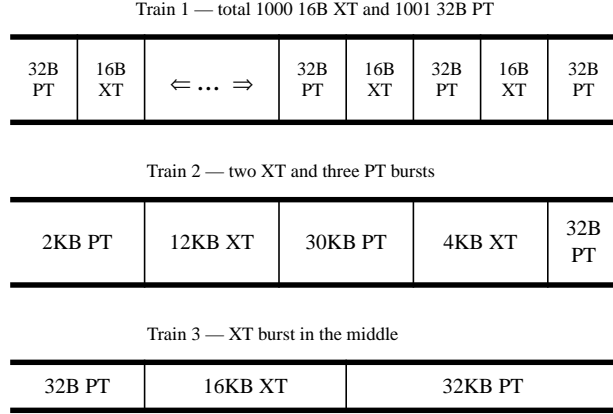 Train 1 — total 1000 16B XT and 1001 32B PT
32B PT 16B XT ⇐ ... ⇒ 32B PT 16B XT 32B PT 16B XT 32B PT
Train 2 — two XT and three PT bursts
2KB PT 12KB XT 30KB PT 4KB XT 32B PT
Train 3 — XT burst in the middle
32B PT 16KB XT 32KB PT